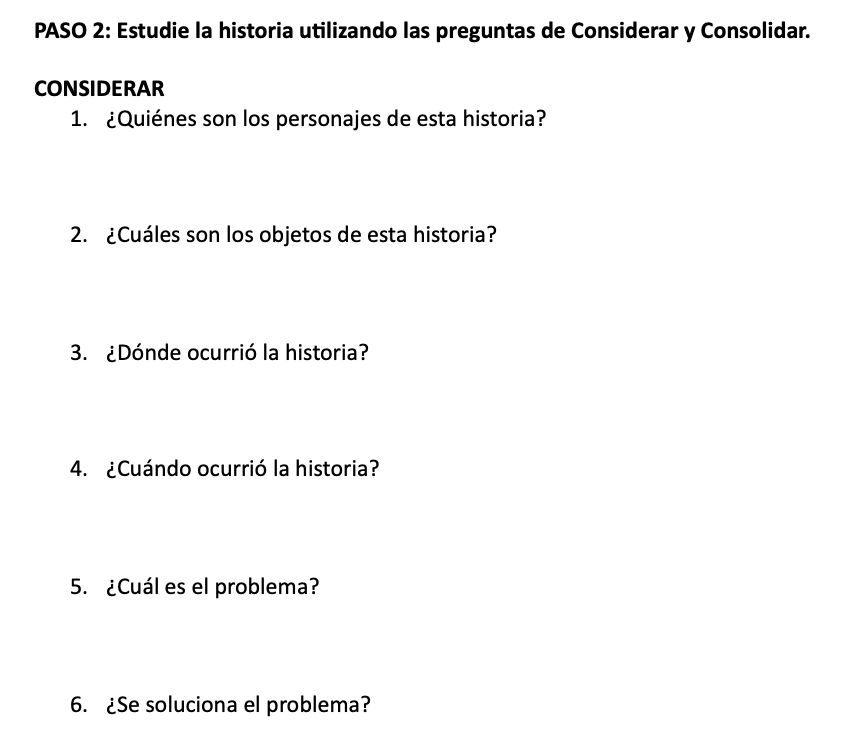 PASO 2: Estudie la historia utilizando las preguntas de Considerar y Consolidar.
CONSIDERAR
1. ¿Quiénes son los personajes de esta historia?
2. ¿Cuáles son los objetos de esta historia?
3. ¿Dónde ocurrió la historia?
4. ¿Cuándo ocurrió la historia?
5. ¿Cuál es el problema?
6. ¿Se soluciona el problema?